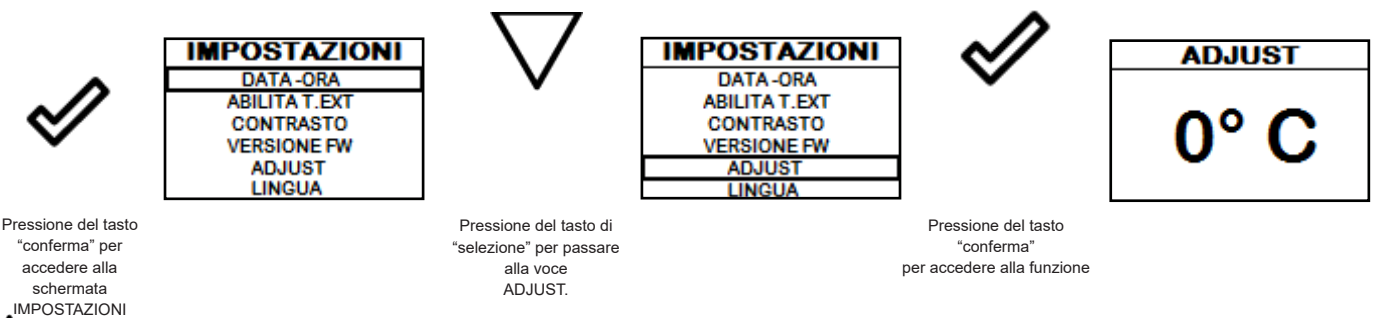 IMPOSTAZIONI
DATA-ORA
ABILITA T.EXT
CONTRASTO
VERSIONE FW
ADJUST
LINGUA
IMPOSTAZIONI
DATA-ORA
ABILITA T.EXT
CONTRASTO
VERSIONE FW
ADJUST
LINGUA
ADJUST
0° C
Pressione del tasto
“conferma” per
accedere alla
schermata
IMPOSTAZIONI
Pressione del tasto di
“selezione” per passare
alla voce
ADJUST.
Pressione del tasto
“conferma”
per accedere alla funzione